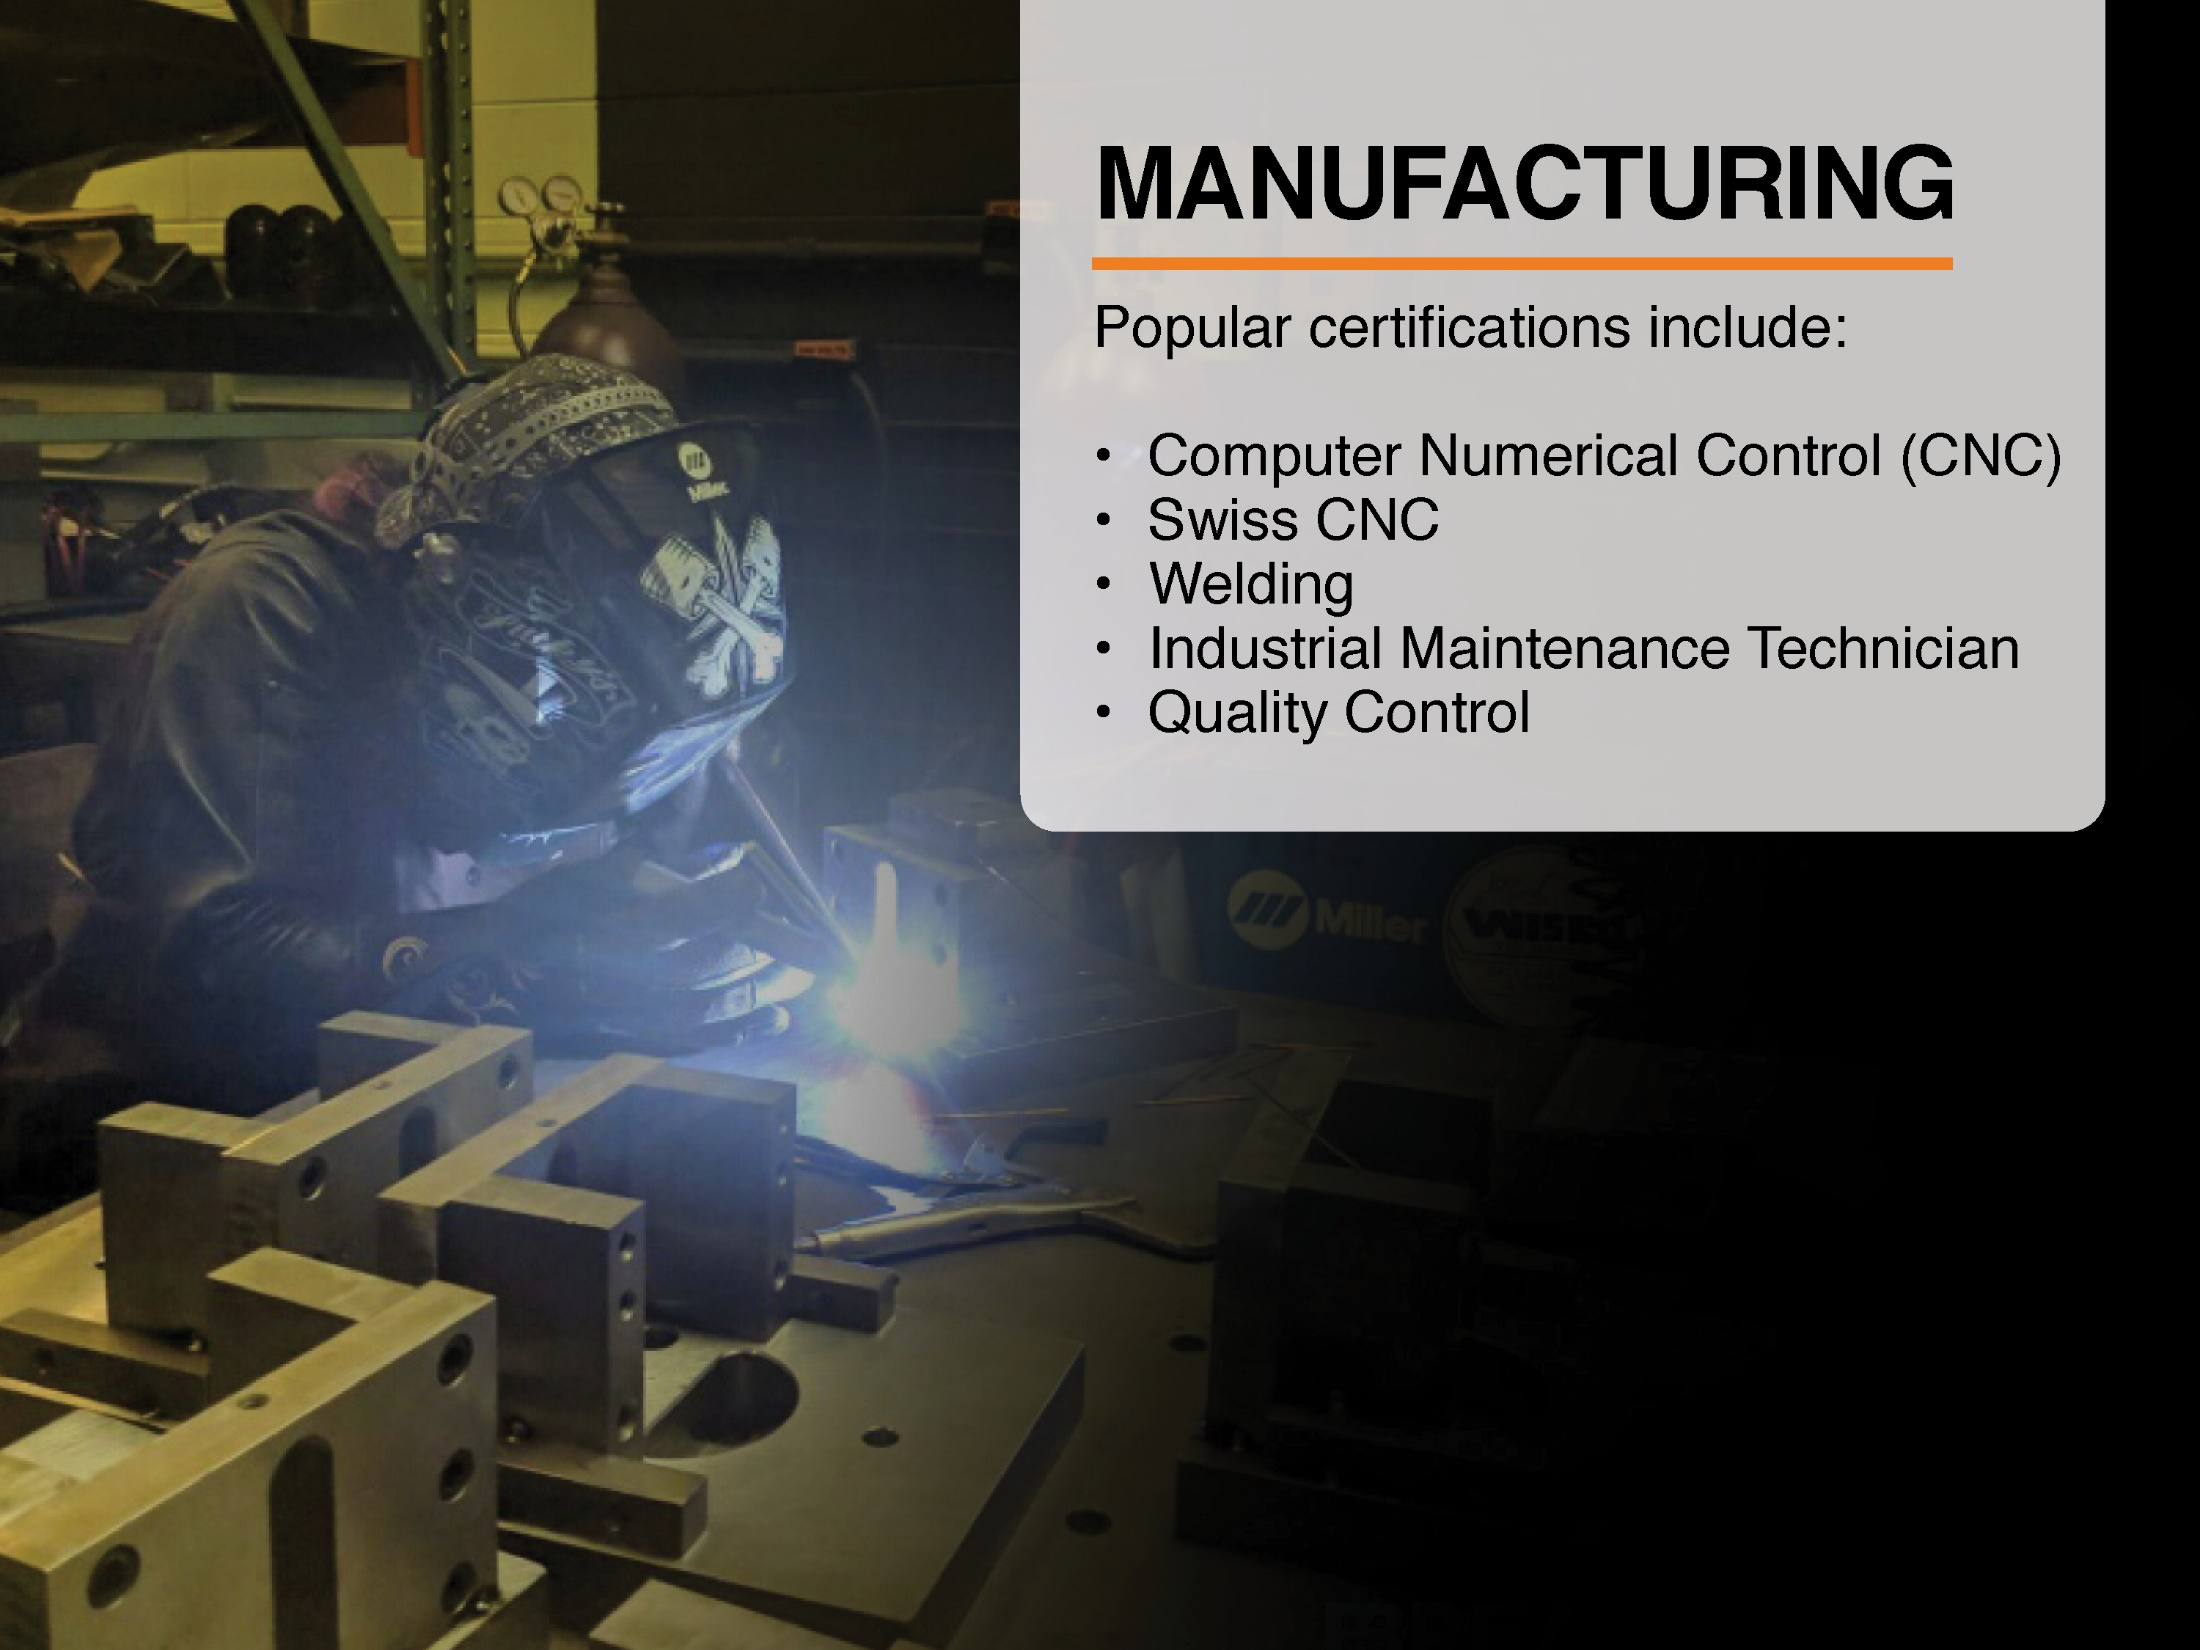 MANUFACTURING
Popular certifications include:
• Computer Numerical Control (CNC)
• Swiss CNC
• Welding
• Industrial Maintenance Technician
• Quality Control
Miller
Miller